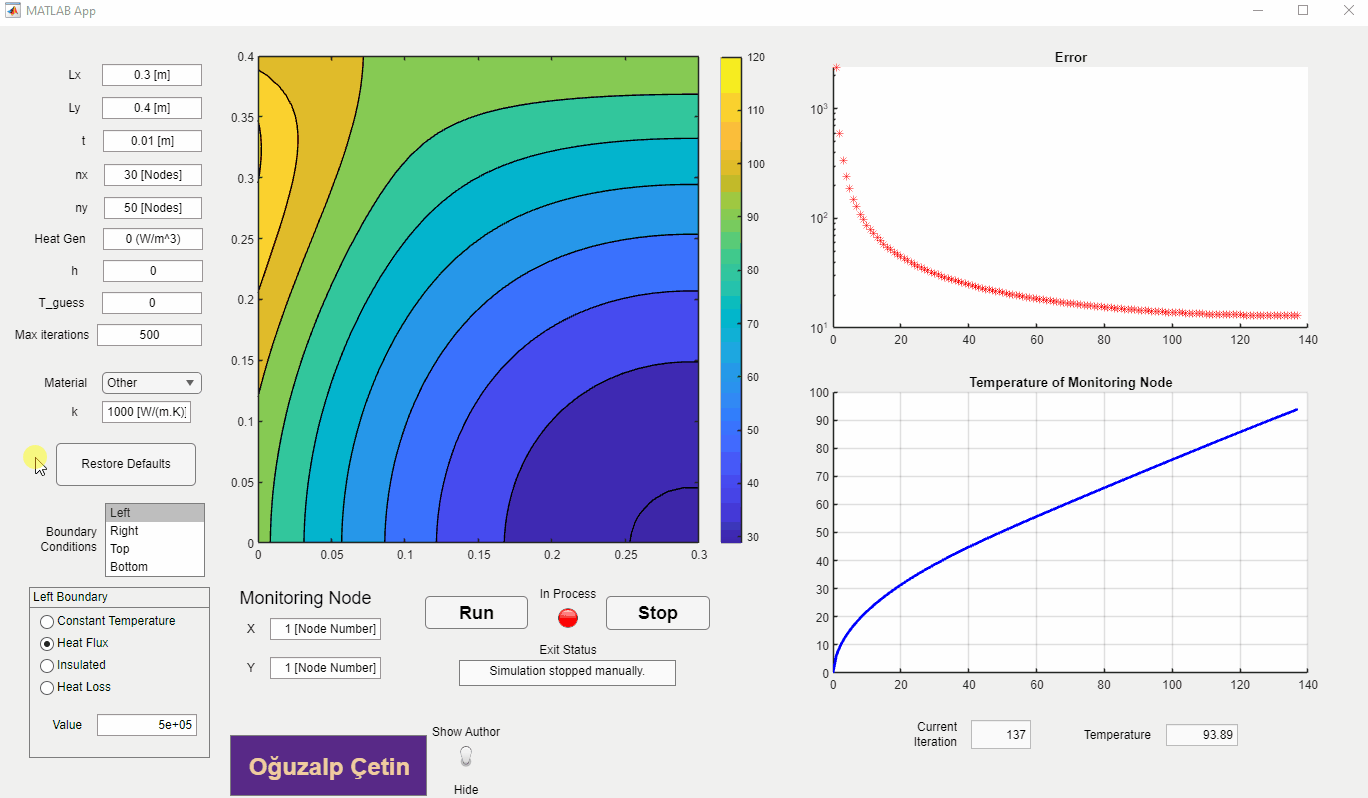 MATLAB App
Lx 0.3 [m]
Ly 0.4 [m]
t 0.01 [m]
nx 30 [Nodes]
ny 50 [Nodes]
Heat Gen 0 (W/m^3)
h 0
T_guess 0
Max iterations 500
Material Other
k 1000 [W/(m.K)]
Restore Defaults
Boundary
Conditions
Left
Right
Top
Bottom
Left Boundary
Constant Temperature
Heat Flux
Insulated
Heat Loss
Value 5e+05
0.4
0.35
0.3
0.25
0.2
0.15
0.1
0.05
0
0 0.05 0.1 0.15 0.2 0.25 0.3
120
110
100
90
80
70
60
50
40
30
Monitoring Node
X 1 [Node Number]
Y 1 [Node Number]
Run
In Process
Stop
Exit Status
Simulation stopped manually.
Oğuzalp Çetin
Show Author
Hide
Error
10³
10²
10¹
0 20 40 60 80 100 120 140
Temperature of Monitoring Node
100
90
80
70
60
50
40
30
20
10
0
0 20 40 60 80 100 120 140
Current
Iteration
137
Temperature 93.89